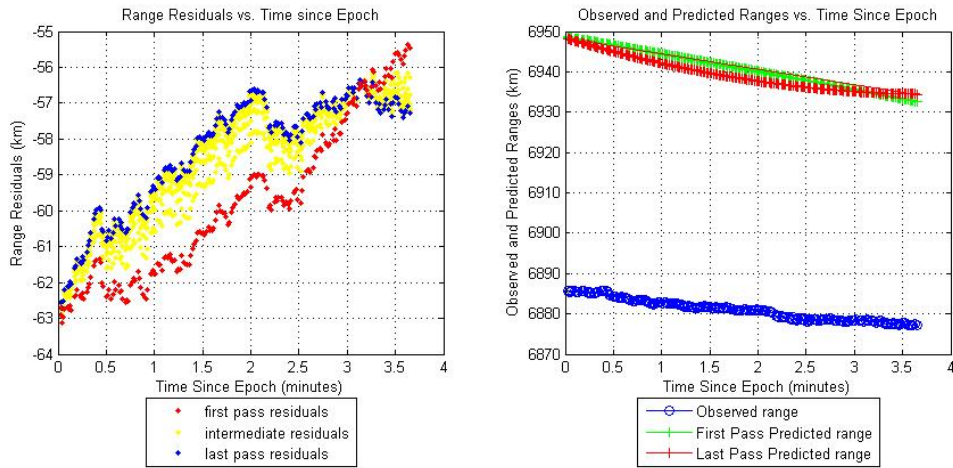 Range Residuals vs. Time since Epoch
Range Residuals (km)
-55
-56
-57
-58
-59
-60
-61
-62
-63
-64
0 0.5 1 1.5 2 2.5 3 3.5 4
Time Since Epoch (minutes)
first pass residuals
intermediate residuals
last pass residuals
Observed and Predicted Ranges vs. Time Since Epoch
Observed and Predicted Ranges (km)
6950
6940
6930
6920
6910
6900
6890
6880
6870
0 0.5 1 1.5 2 2.5 3 3.5 4
Time Since Epoch (minutes)
Observed range
First Pass Predicted range
Last Pass Predicted range